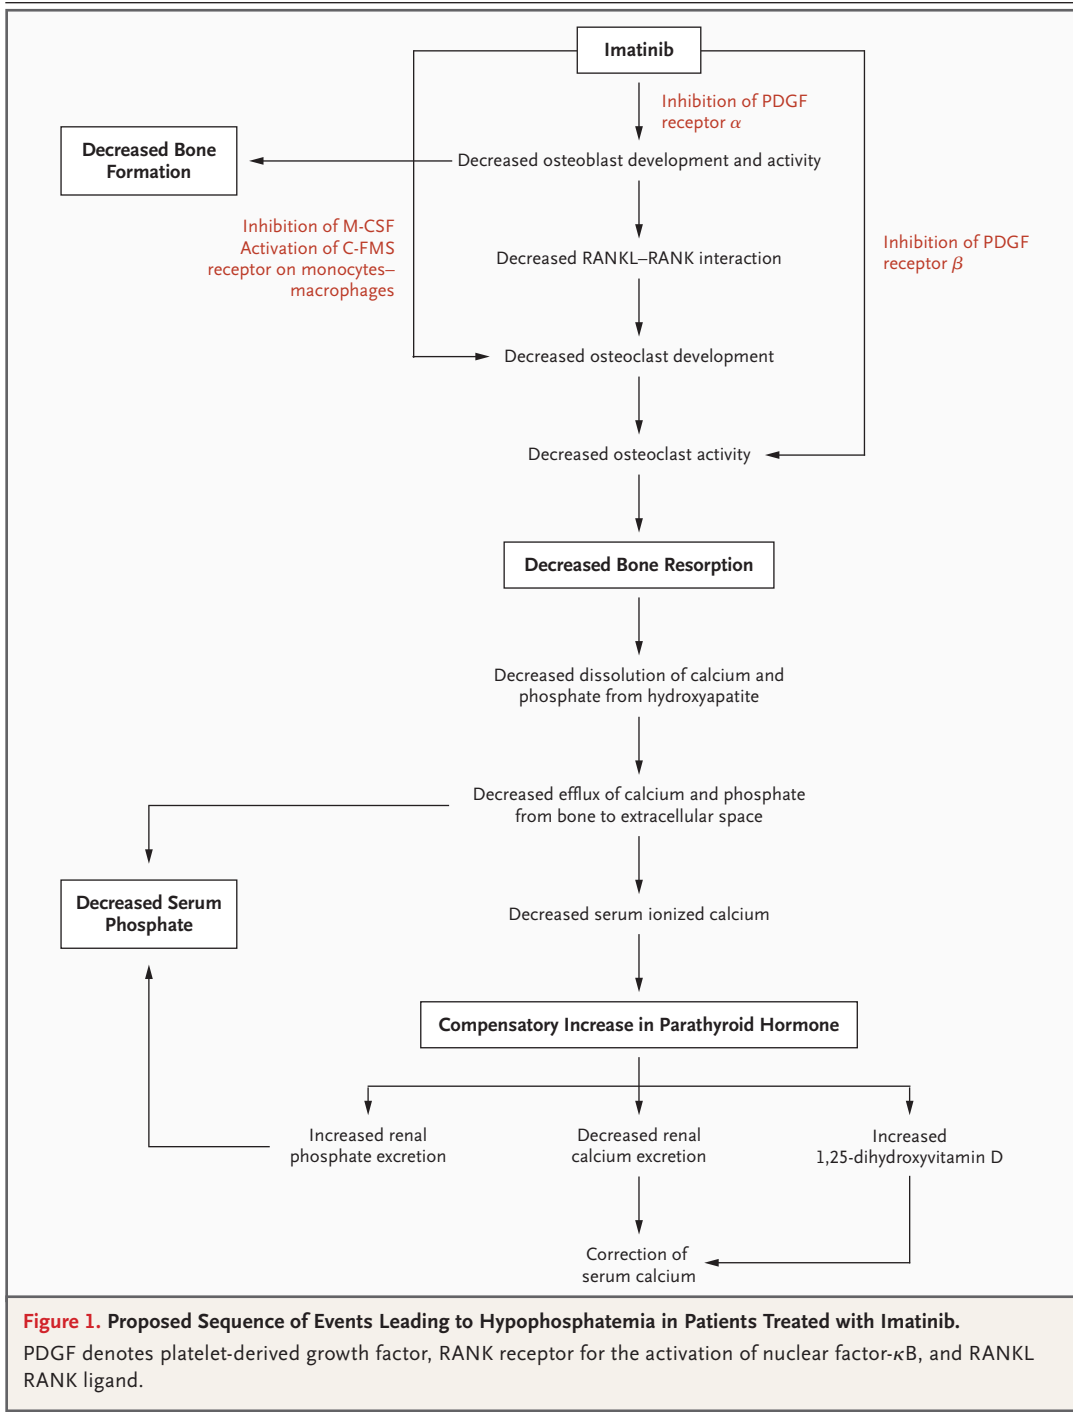 Imatinib
Inhibition of PDGF
receptor α
Decreased Bone
Formation
Decreased osteoblast development and activity
Inhibition of M-CSF
Activation of C-FMS
receptor on monocytes–
macrophages
Inhibition of PDGF
receptor β
Decreased RANKL–RANK interaction
Decreased osteoclast development
Decreased osteoclast activity
Decreased Bone Resorption
Decreased dissolution of calcium and
phosphate from hydroxyapatite
Decreased efflux of calcium and phosphate
from bone to extracellular space
Decreased Serum
Phosphate
Decreased serum ionized calcium
Compensatory Increase in Parathyroid Hormone
Increased renal
phosphate excretion
Decreased renal
calcium excretion
Increased
1,25-dihydroxyvitamin D
Correction of
serum calcium
Figure 1. Proposed Sequence of Events Leading to Hypophosphatemia in Patients Treated with Imatinib.
PDGF denotes platelet-derived growth factor, RANK receptor for the activation of nuclear factor-κB, and RANKL
RANK ligand.